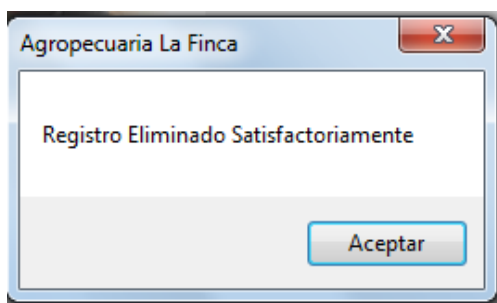 Agropecuaria La Finca
Registro Eliminado Satisfactoriamente
Aceptar